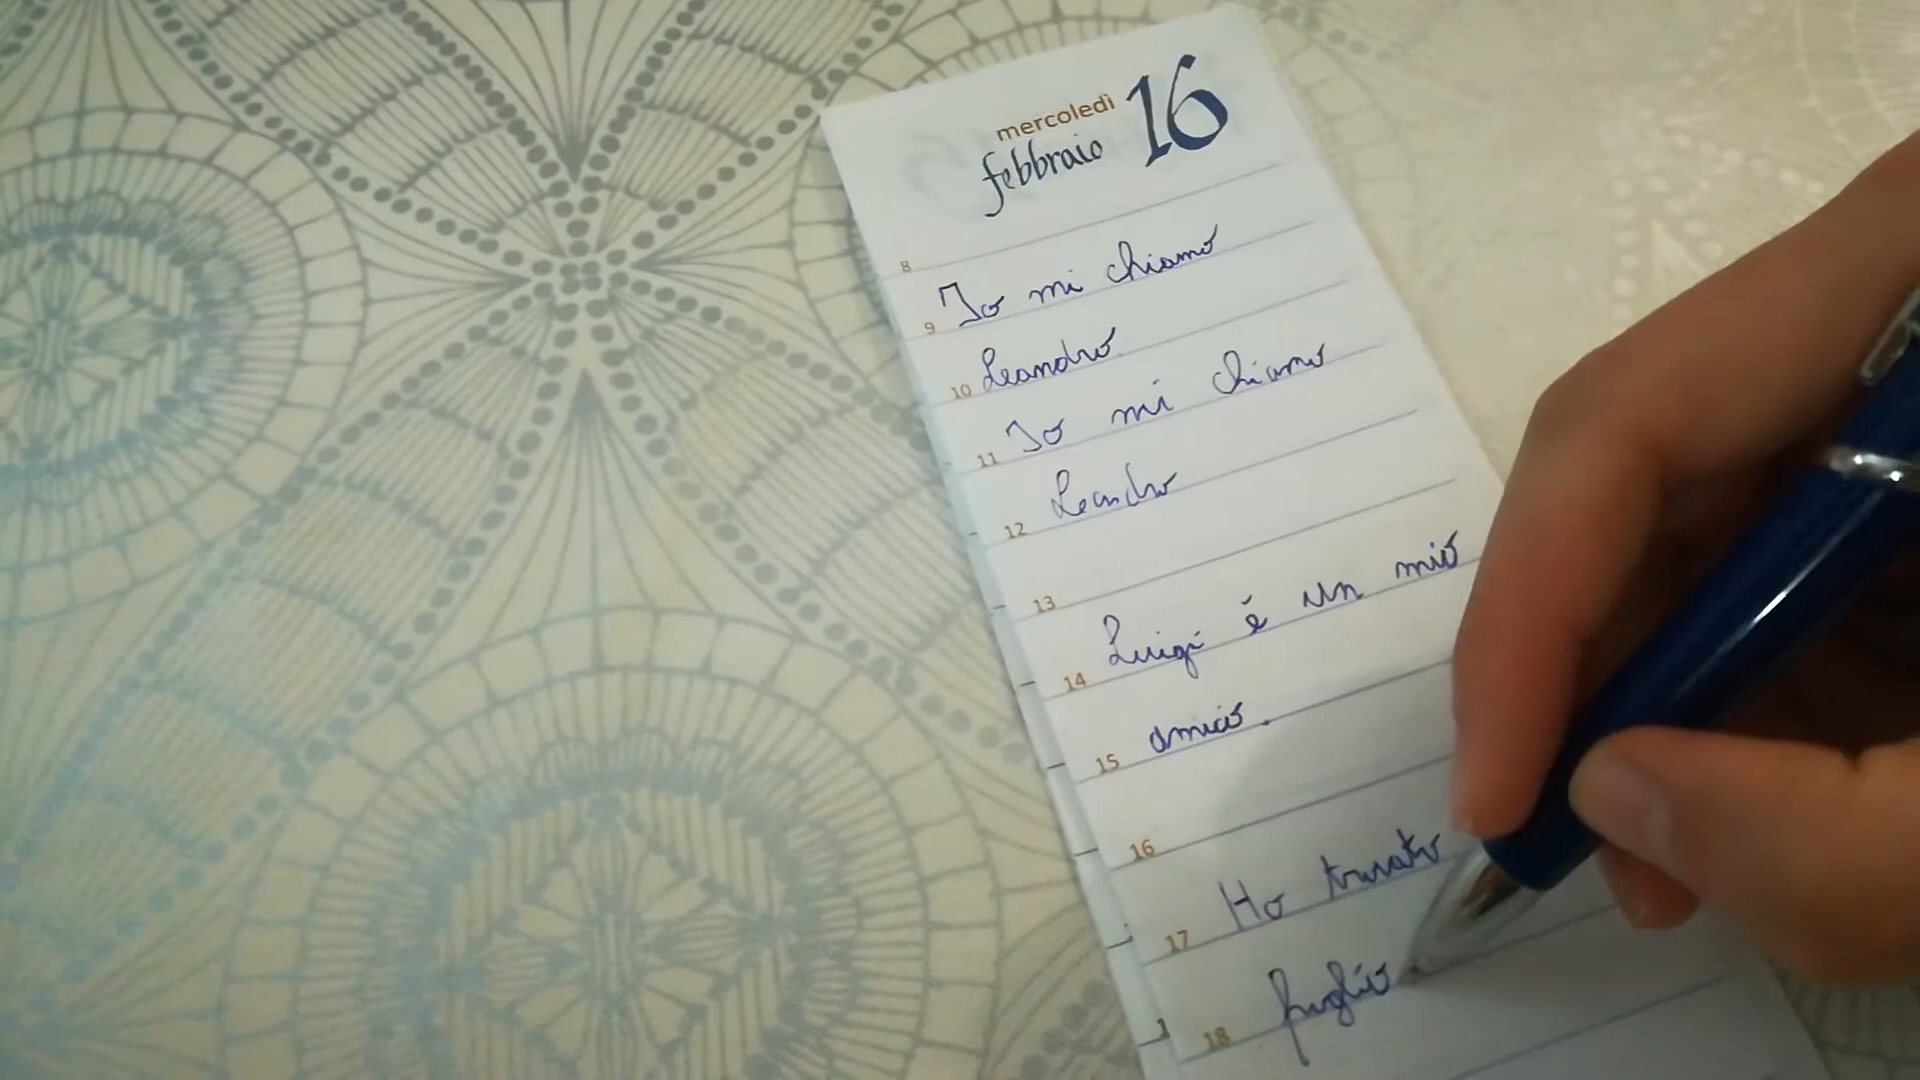 mercoledì
febbraio 16
8
9 Io mi chiamo
10 Leandro
11 Io mi chiamo
12 Leandro
13
14 Luigi é un mio
15 amico.
16
17 Ho trovato
18